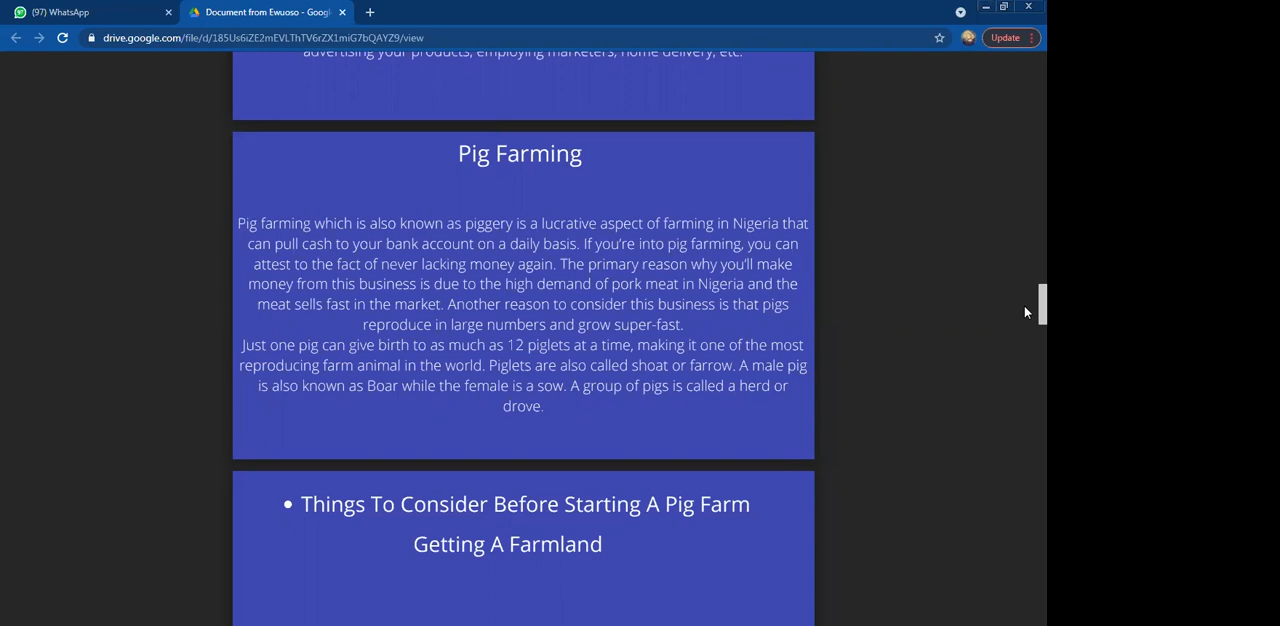 (97) WhatsApp
Document from Ewuoso - Googl
Update
drive.google.com/file/d/185Us6iZE2mEVLThTV6rZX1miG7bQAYZ9/view
advertising your products, employing marketers, home delivery, etc.
Pig Farming
Pig farming which is also known as piggery is a lucrative aspect of farming in Nigeria that
can pull cash to your bank account on a daily basis. If you’re into pig farming, you can
attest to the fact of never lacking money again. The primary reason why you’ll make
money from this business is due to the high demand of pork meat in Nigeria and the
meat sells fast in the market. Another reason to consider this business is that pigs
reproduce in large numbers and grow super-fast.
Just one pig can give birth to as much as 12 piglets at a time, making it one of the most
reproducing farm animal in the world. Piglets are also called shoat or farrow. A male pig
is also known as Boar while the female is a sow. A group of pigs is called a herd or
drove.
• Things To Consider Before Starting A Pig Farm
Getting A Farmland